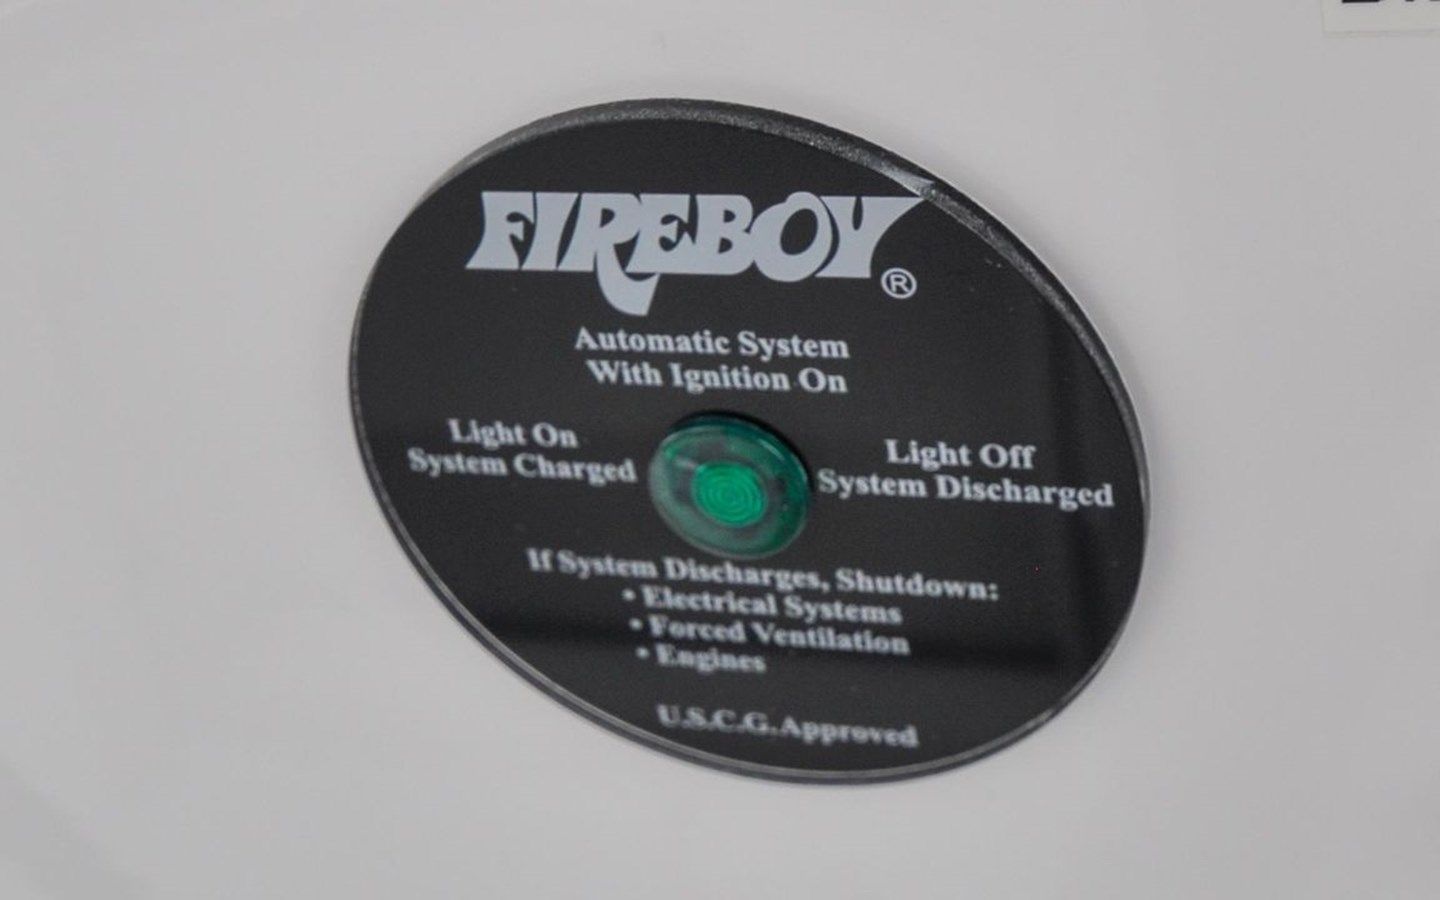 FIREBOY®
Automatic System
With Ignition On
Light On
System Charged
Light Off
System Discharged
If System Discharges, Shutdown:
• Electrical Systems
• Forced Ventilation
• Engines
U.S.C.G. Approved